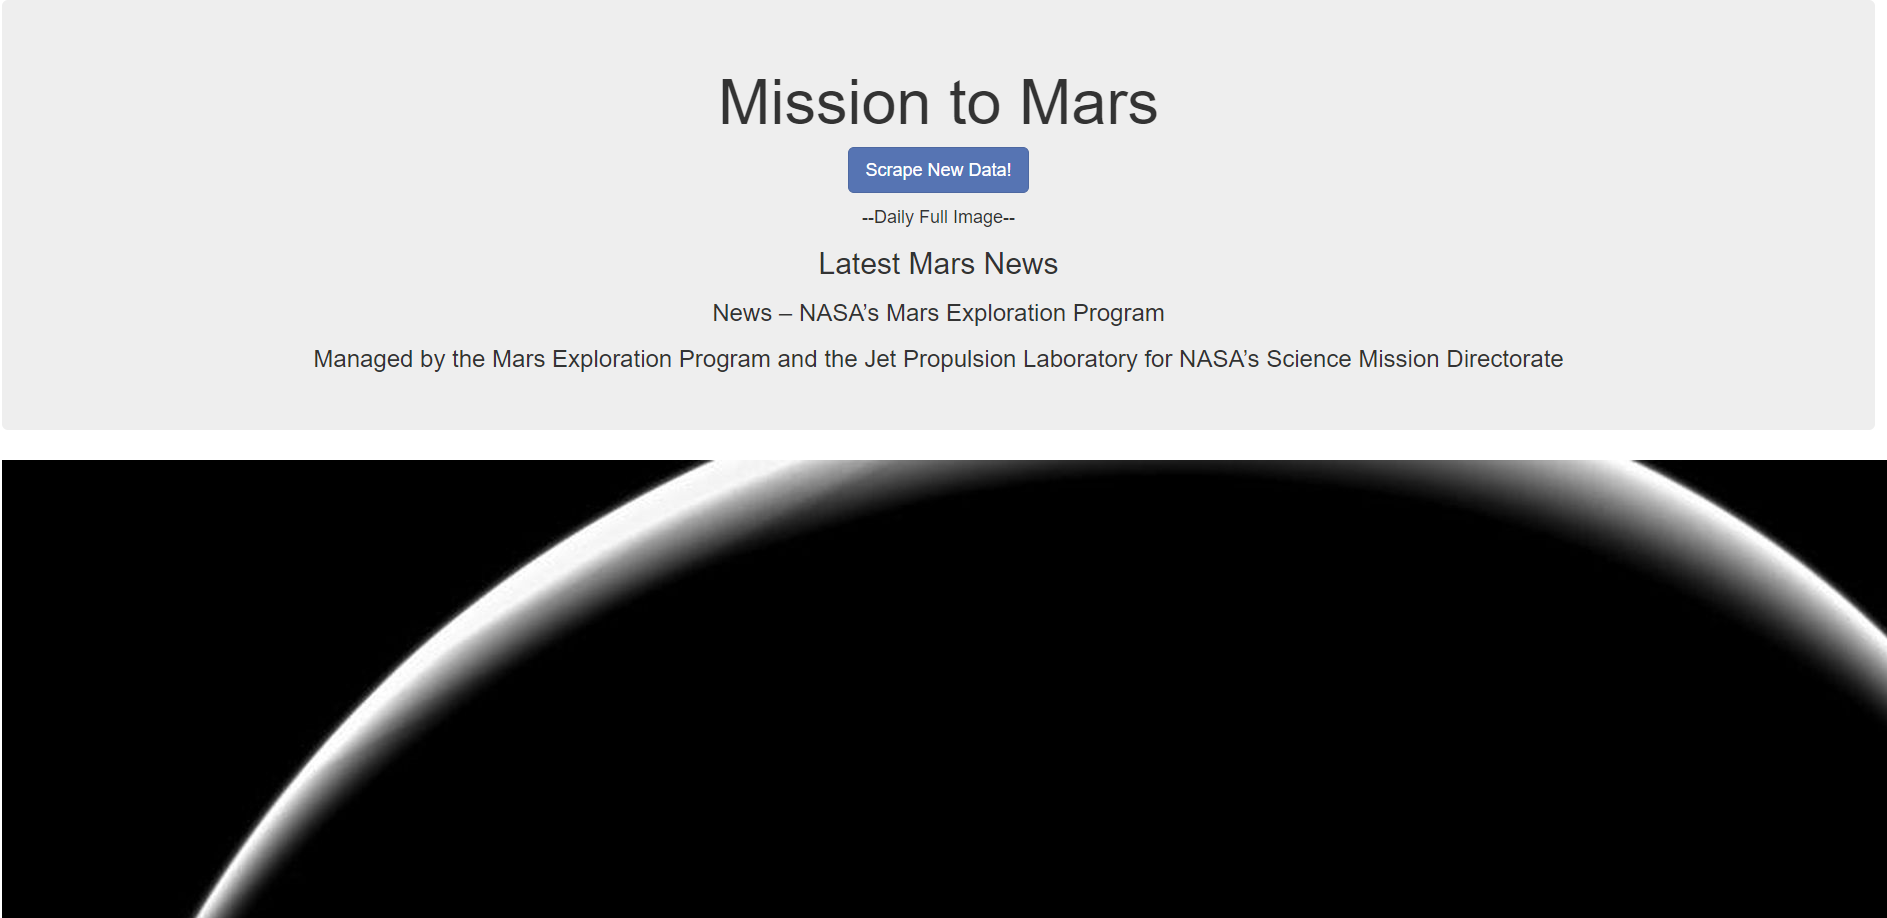 Mission to Mars
Scrape New Data!
--Daily Full Image--
Latest Mars News
News – NASA’s Mars Exploration Program
Managed by the Mars Exploration Program and the Jet Propulsion Laboratory for NASA’s Science Mission Directorate